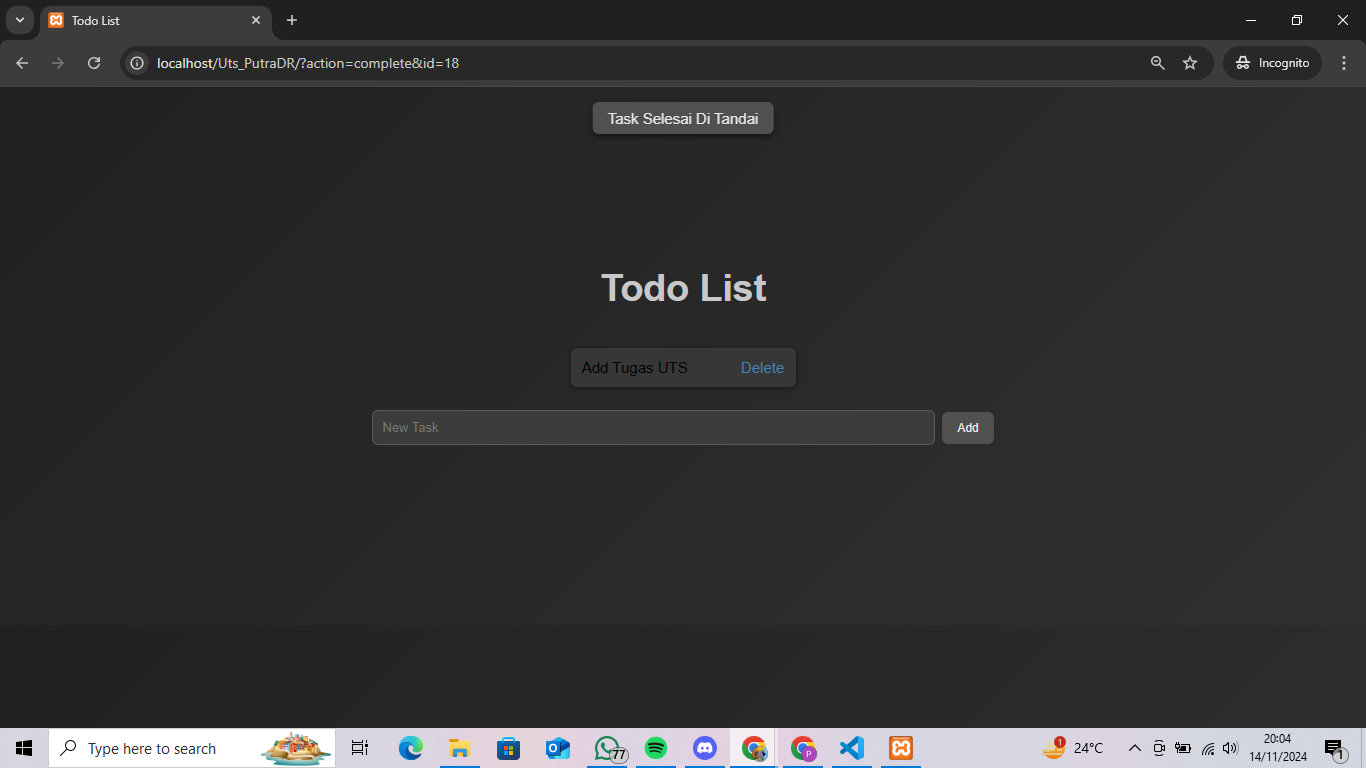 Todo List
localhost/Uts_PutraDR/?action=complete&id=18
Incognito
Task Selesai Di Tandai
Todo List
Add Tugas UTS Delete
New Task Add
Type here to search
77
P
1
24°C
20:04
14/11/2024
1